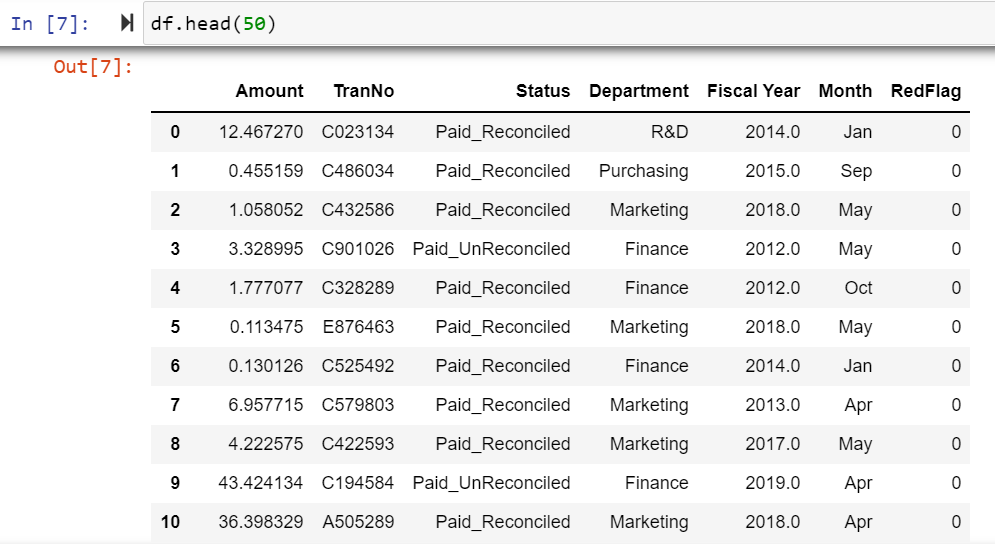 In [7]: df.head(50)
Out[7]:
Amount TranNo Status Department Fiscal Year Month RedFlag
0 12.467270 C023134 Paid_Reconciled R&D 2014.0 Jan 0
1 0.455159 C486034 Paid_Reconciled Purchasing 2015.0 Sep 0
2 1.058052 C432586 Paid_Reconciled Marketing 2018.0 May 0
3 3.328995 C901026 Paid_UnReconciled Finance 2012.0 May 0
4 1.777077 C328289 Paid_Reconciled Finance 2012.0 Oct 0
5 0.113475 E876463 Paid_Reconciled Marketing 2018.0 May 0
6 0.130126 C525492 Paid_Reconciled Finance 2014.0 Jan 0
7 6.957715 C579803 Paid_Reconciled Marketing 2013.0 Apr 0
8 4.222575 C422593 Paid_Reconciled Marketing 2017.0 May 0
9 43.424134 C194584 Paid_UnReconciled Finance 2019.0 Apr 0
10 36.398329 A505289 Paid_Reconciled Marketing 2018.0 Apr 0